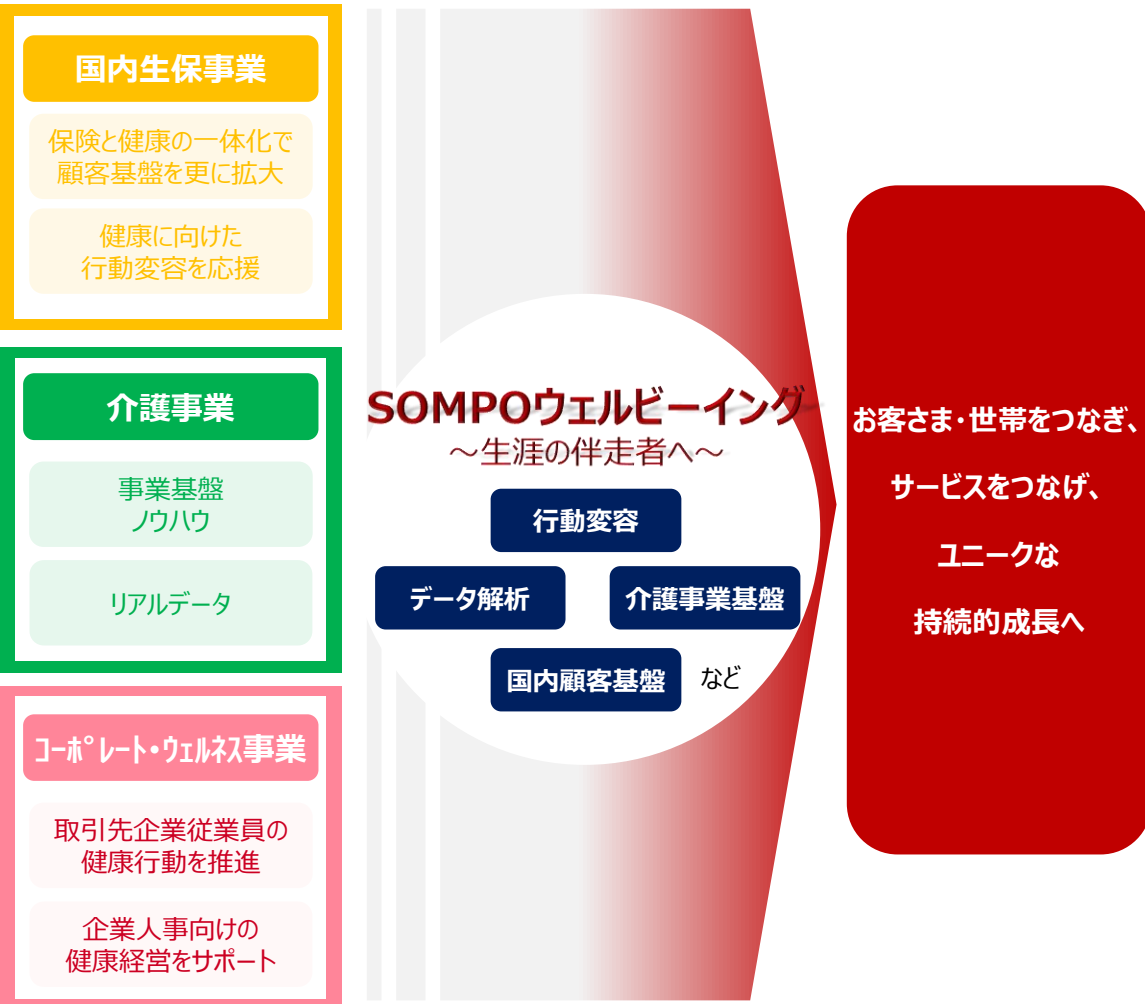 国内生保事業
保険と健康の一体化で
顧客基盤を更に拡大
健康に向けた
行動変容を応援
介護事業
事業基盤
ノウハウ
リアルデータ
ｺｰﾎﾟﾚｰﾄ・ｳｪﾙﾈｽ事業
取引先企業従業員の
健康行動を推進
企業人事向けの
健康経営をサポート
SOMPOウェルビーイング
～生涯の伴走者へ～
行動変容
データ解析
介護事業基盤
国内顧客基盤
など
お客さま・世帯をつなぎ、
サービスをつなげ、
ユニークな
持続的成長へ